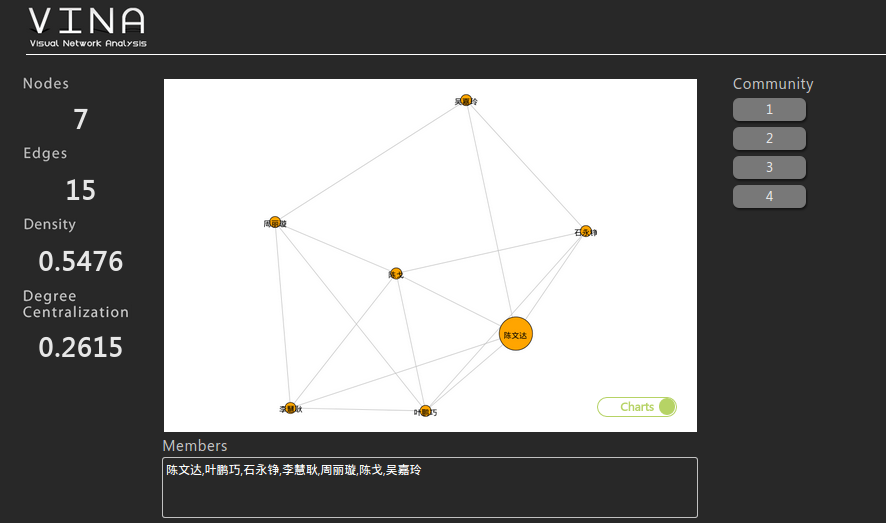 VINA
Visual Network Analysis
Nodes
7
Edges
15
Density
0.5476
Degree
Centralization
0.2615
吴嘉玲
周丽璇
石永铮
陈戈
陈文达
李慧耿
叶鹏巧
Charts
Community
1
2
3
4
Members
陈文达,叶鹏巧,石永铮,李慧耿,周丽璇,陈戈,吴嘉玲